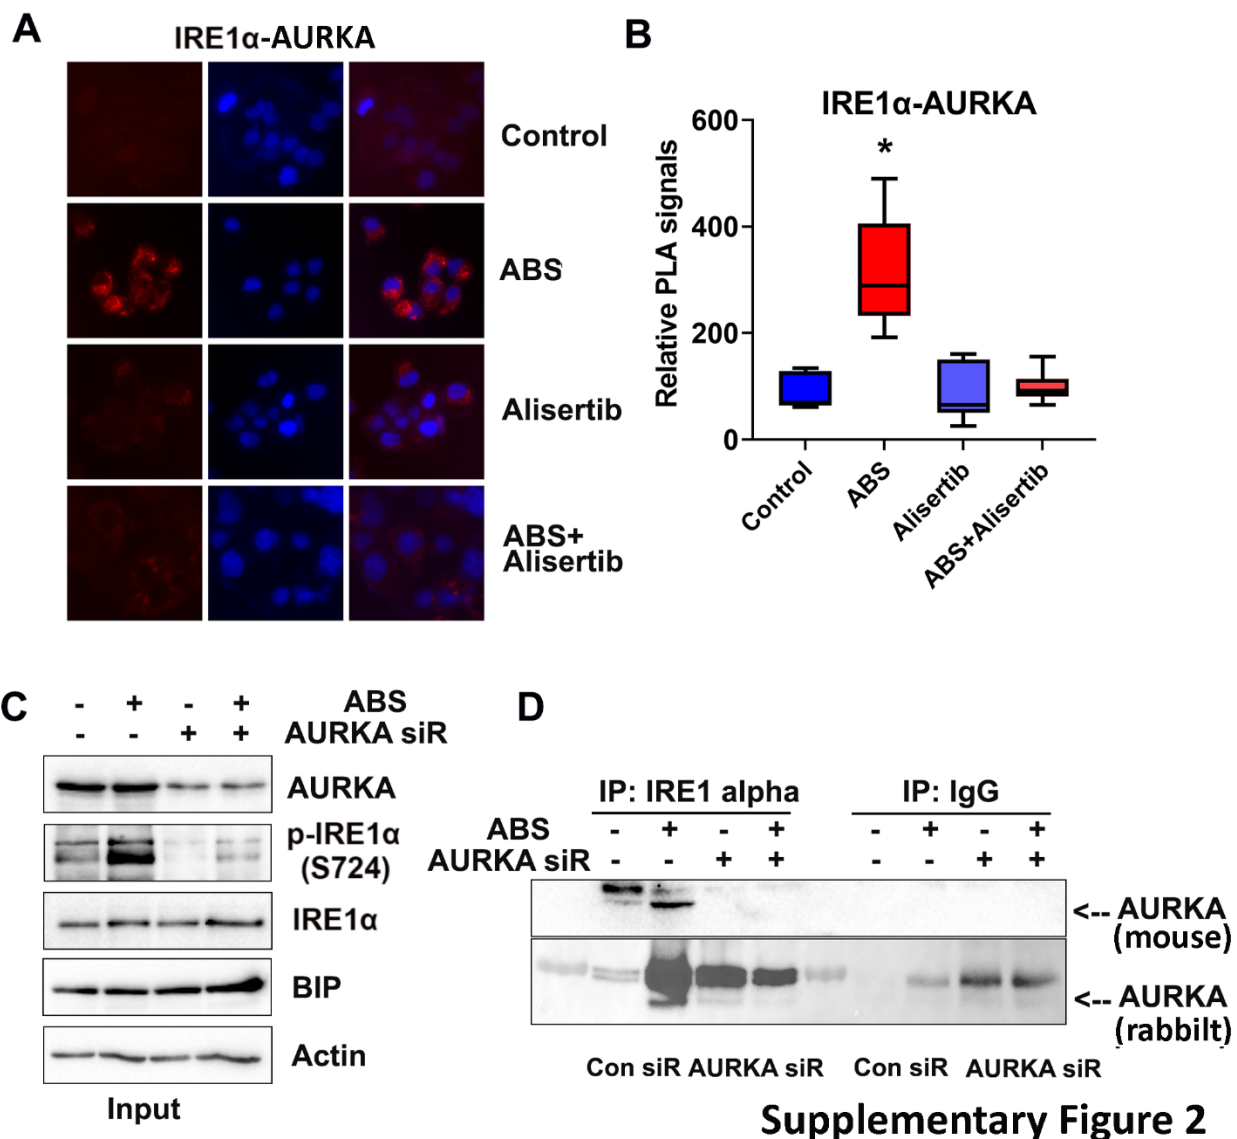 A
IRE1α-AURKA
Control
ABS
Alisertib
ABS+
Alisertib
B
IRE1α-AURKA
*
Relative PLA signals
600
400
200
0
Control
ABS
Alisertib
ABS+Alisertib
C
- + - + ABS
- - + + AURKA siR
AURKA
p-IRE1α
(S724)
IRE1α
BIP
Actin
Input
D
IP: IRE1 alpha IP: IgG
ABS - + - + - + - +
AURKA siR - - + + - - + +
<-- AURKA
(mouse)
<-- AURKA
(rabbilt)
Con siR AURKA siR Con siR AURKA siR
Supplementary Figure 2